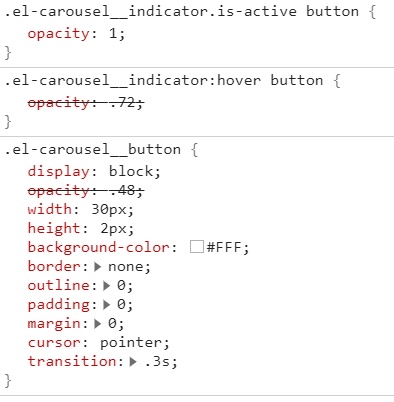 .el-carousel__indicator.is-active button {
opacity: 1;
}
.el-carousel__indicator:hover button {
opacity: .72;
}
.el-carousel__button {
display: block;
opacity: .48;
width: 30px;
height: 2px;
background-color: #FFF;
border: none;
outline: 0;
padding: 0;
margin: 0;
cursor: pointer;
transition: .3s;
}